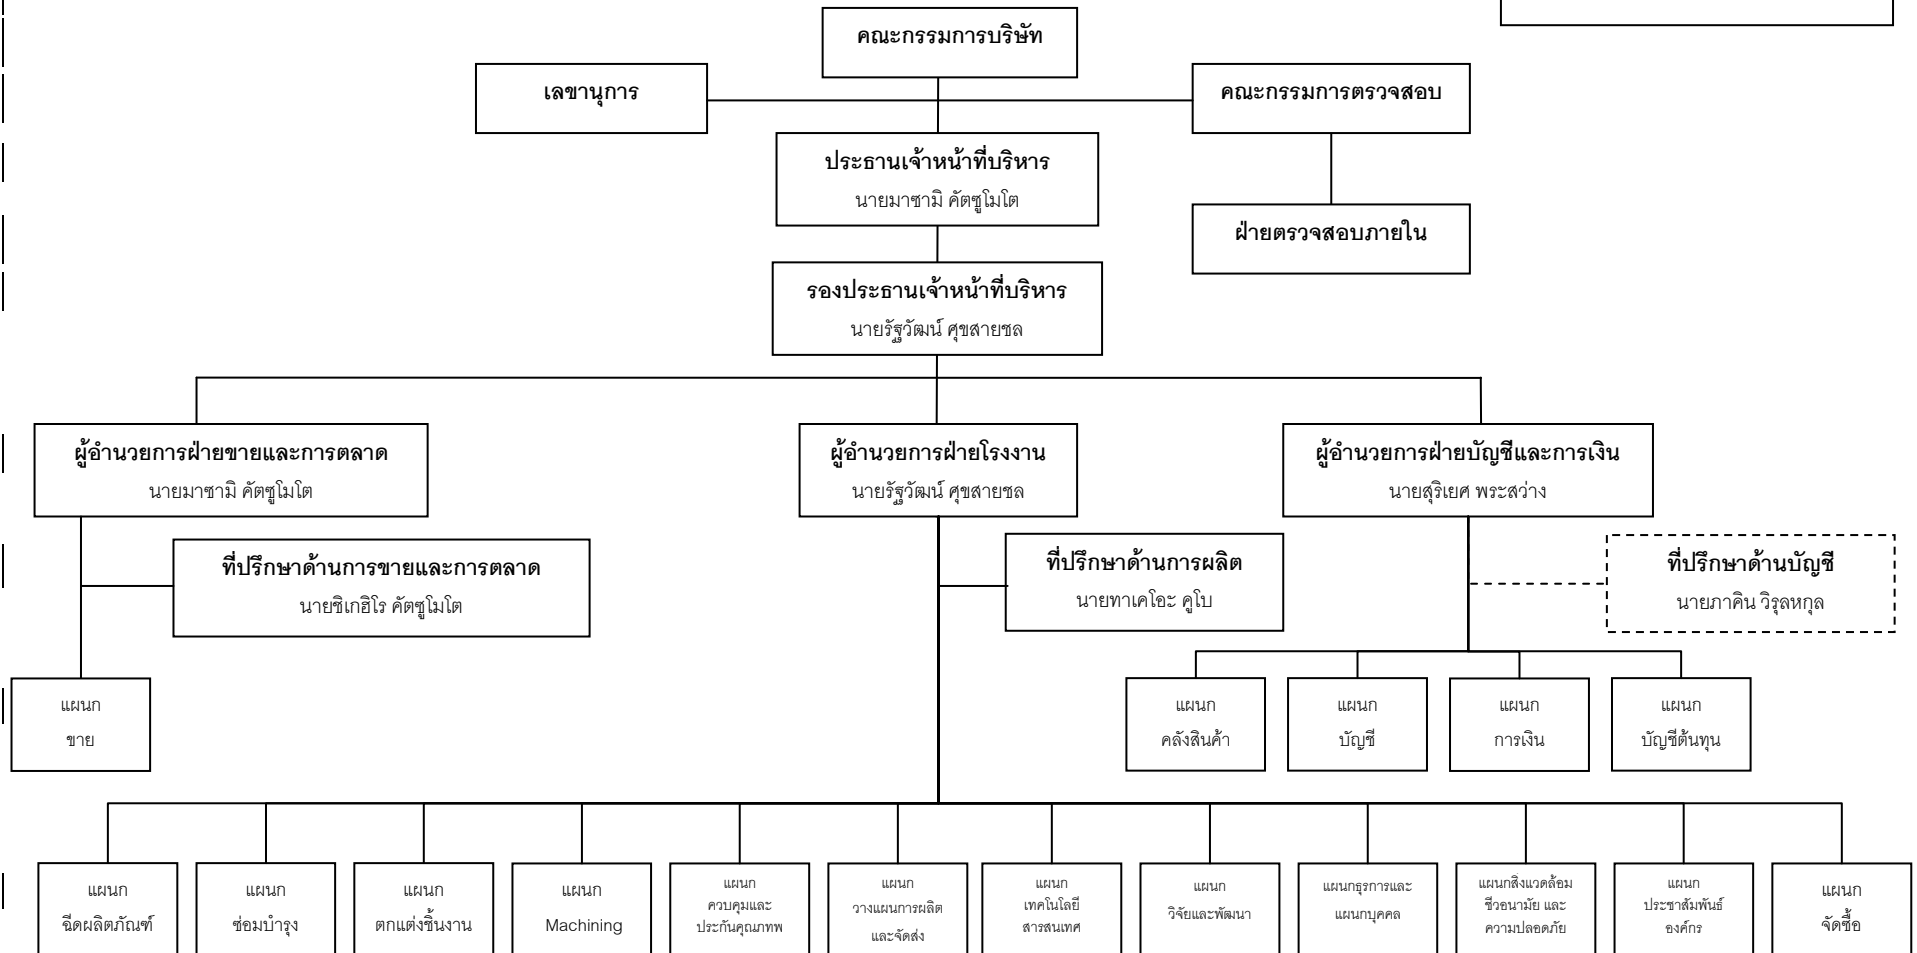 คณะกรรมการบริษัท
เลขานุการ
คณะกรรมการตรวจสอบ
ประธานเจ้าหน้าที่บริหาร
นายมาซามิ คัตซูโมโต
ฝ่ายตรวจสอบภายใน
รองประธานเจ้าหน้าที่บริหาร
นายรัฐวัฒน์ ศุขสายชล
ผู้อำนวยการฝ่ายขายและการตลาด
นายมาซามิ คัตซูโมโต
ผู้อำนวยการฝ่ายโรงงาน
นายรัฐวัฒน์ ศุขสายชล
ผู้อำนวยการฝ่ายบัญชีและการเงิน
นายสุริเยศ พระสว่าง
ที่ปรึกษาด้านการขายและการตลาด
นายชิเกฮิโร คัตซูโมโต
ที่ปรึกษาด้านการผลิต
นายทาเคโอะ คูโบ
ที่ปรึกษาด้านบัญชี
นายภาคิน วิรุลหกุล
แผนก
ขาย
แผนก
คลังสินค้า
แผนก
บัญชี
แผนก
การเงิน
แผนก
บัญชีต้นทุน
แผนก
ฉีดผลิตภัณฑ์
แผนก
ซ่อมบำรุง
แผนก
ตกแต่งชิ้นงาน
แผนก
Machining
แผนก
ควบคุมและ
ประกันคุณภทพ
แผนก
วางแผนการผลิต
และจัดส่ง
แผนก
เทคโนโลยี
สารสนเทศ
แผนก
วิจัยและพัฒนา
แผนกธุรการและ
แผนกบุคคล
แผนกสิ่งแวดล้อม
ชีวอนามัย และ
ความปลอดภัย
แผนก
ประชาสัมพันธ์
องค์กร
แผนก
จัดซื้อ